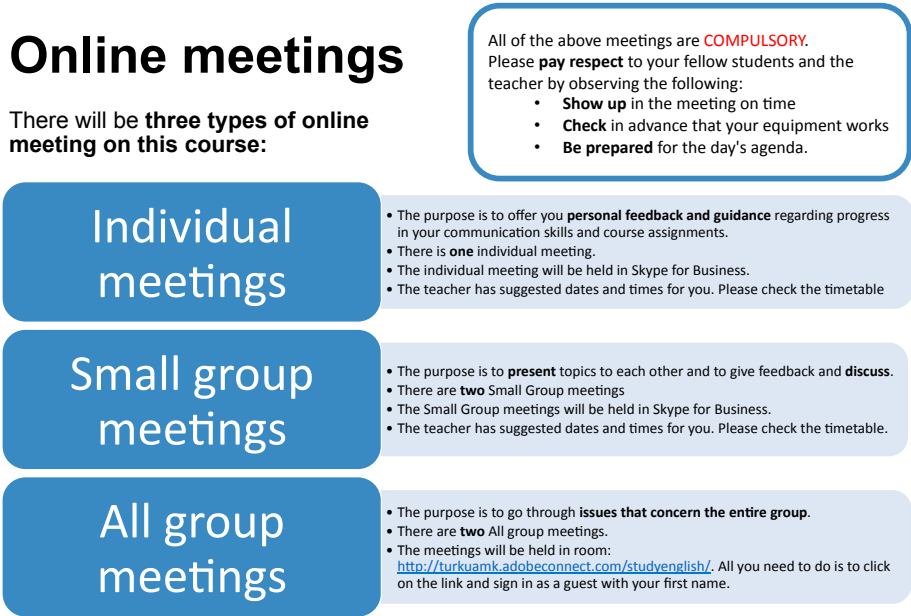 Online meetings
There will be three types of online
meeting on this course:
All of the above meetings are COMPULSORY.
Please pay respect to your fellow students and the
teacher by observing the following:
• Show up in the meeting on time
• Check in advance that your equipment works
• Be prepared for the day's agenda.
Individual
meetings
• The purpose is to offer you personal feedback and guidance regarding progress
in your communication skills and course assignments.
• There is one individual meeting.
• The individual meeting will be held in Skype for Business.
• The teacher has suggested dates and times for you. Please check the timetable
Small group
meetings
• The purpose is to present topics to each other and to give feedback and discuss.
• There are two Small Group meetings
• The Small Group meetings will be held in Skype for Business.
• The teacher has suggested dates and times for you. Please check the timetable.
All group
meetings
• The purpose is to go through issues that concern the entire group.
• There are two All group meetings.
• The meetings will be held in room:
http://turkuamk.adobeconnect.com/studyenglish/. All you need to do is to click
on the link and sign in as a guest with your first name.